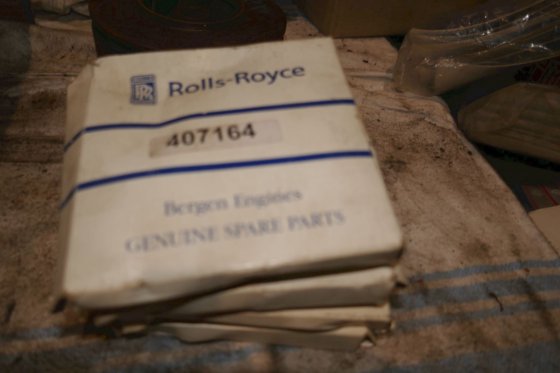 RR
Rolls-Royce
407164
Bergen Engines
GENUINE SPARE PARTS